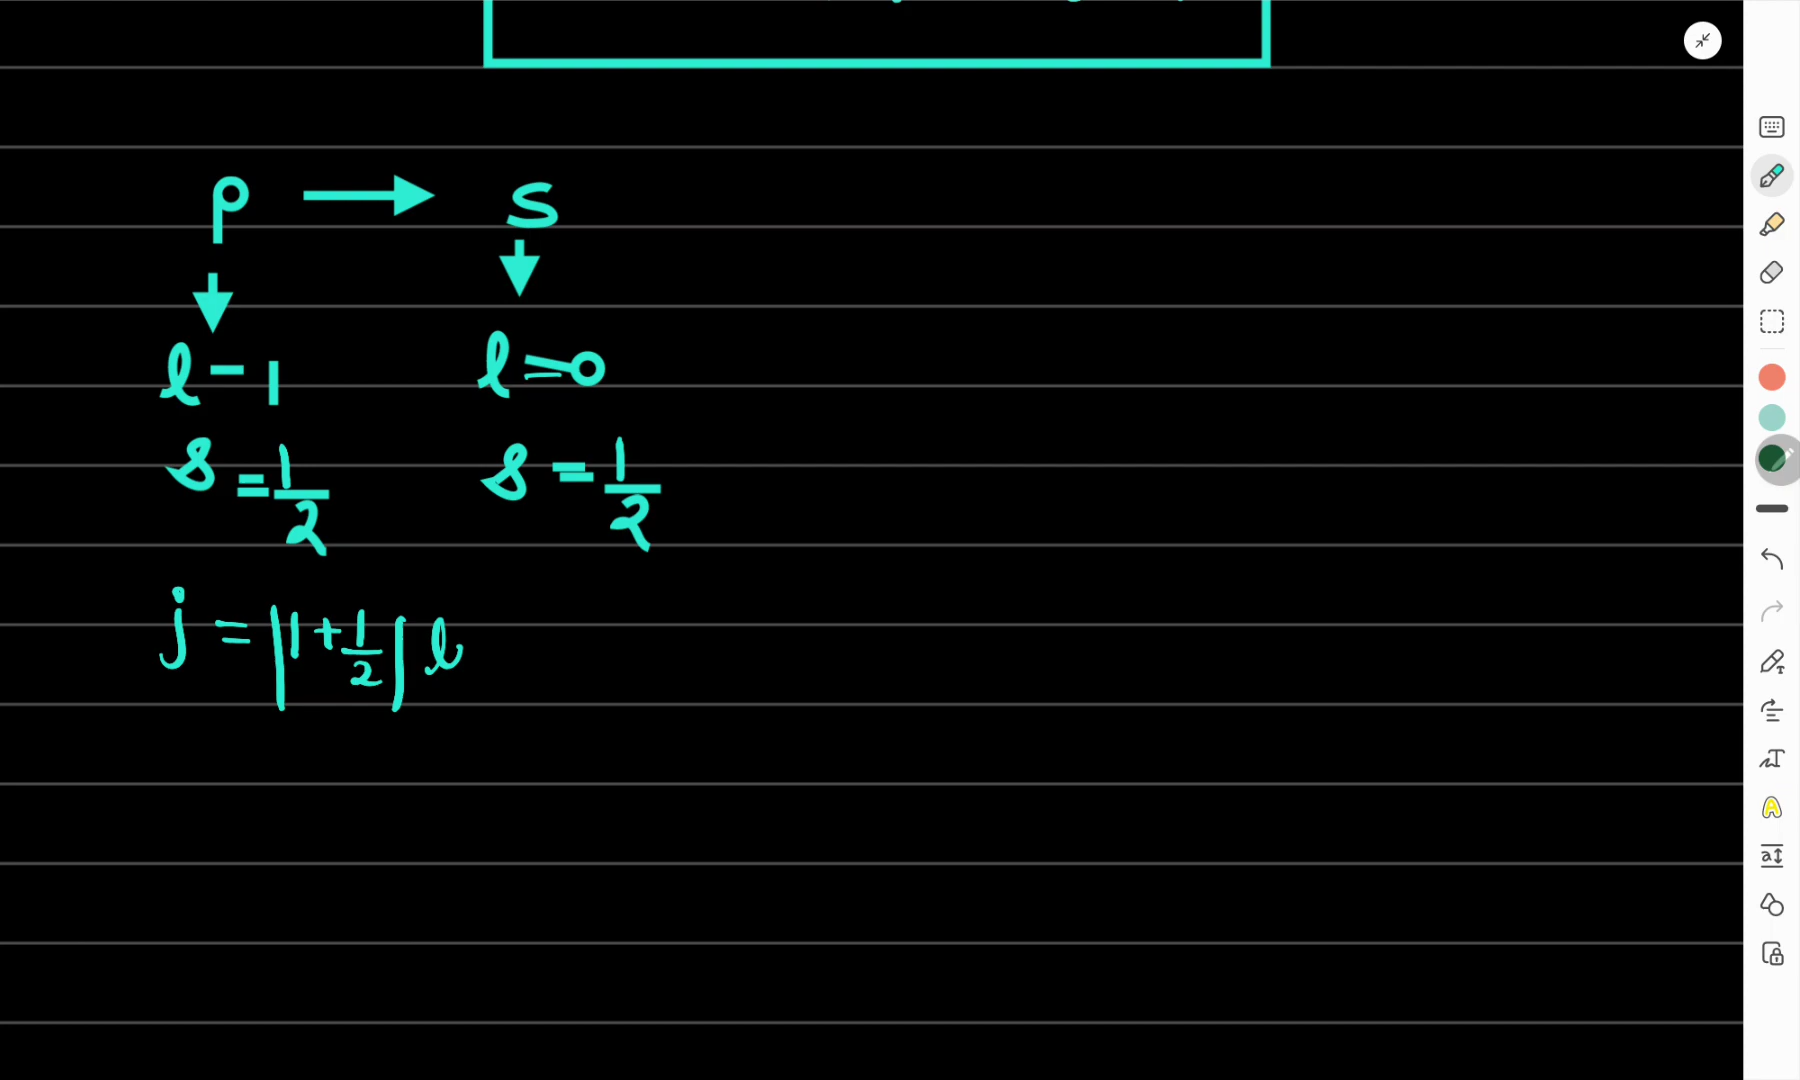 p → s
↓ ↓
l - 1 l = 0
s = 1/2 s = 1/2
j = |1 + 1/2| l